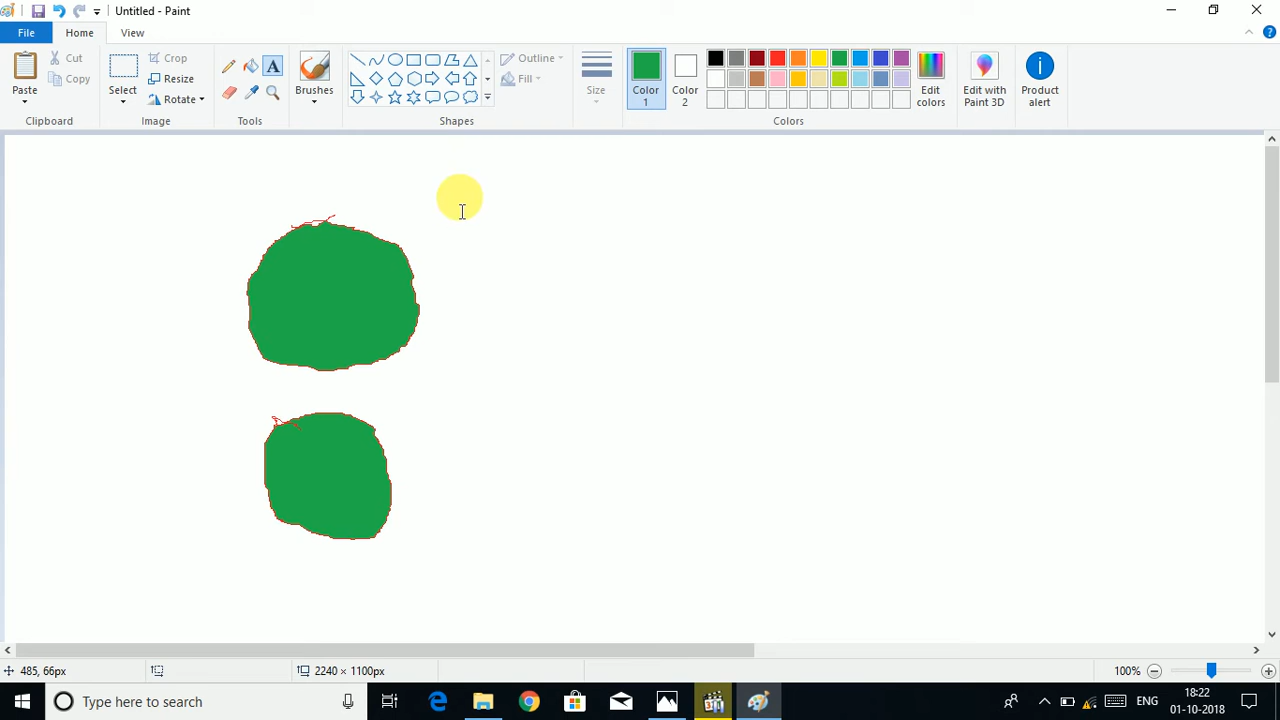 Untitled - Paint
File Home View
Paste
Cut
Copy
Clipboard
Select
Crop
Resize
Rotate
Image
A
Tools
Brushes
Outline
Fill
Shapes
Size
Color 1
Color 2
Edit colors
Colors
Edit with Paint 3D
Product alert
485, 66px
2240 × 1100px
100%
Type here to search
ENG
18:22
01-10-2018